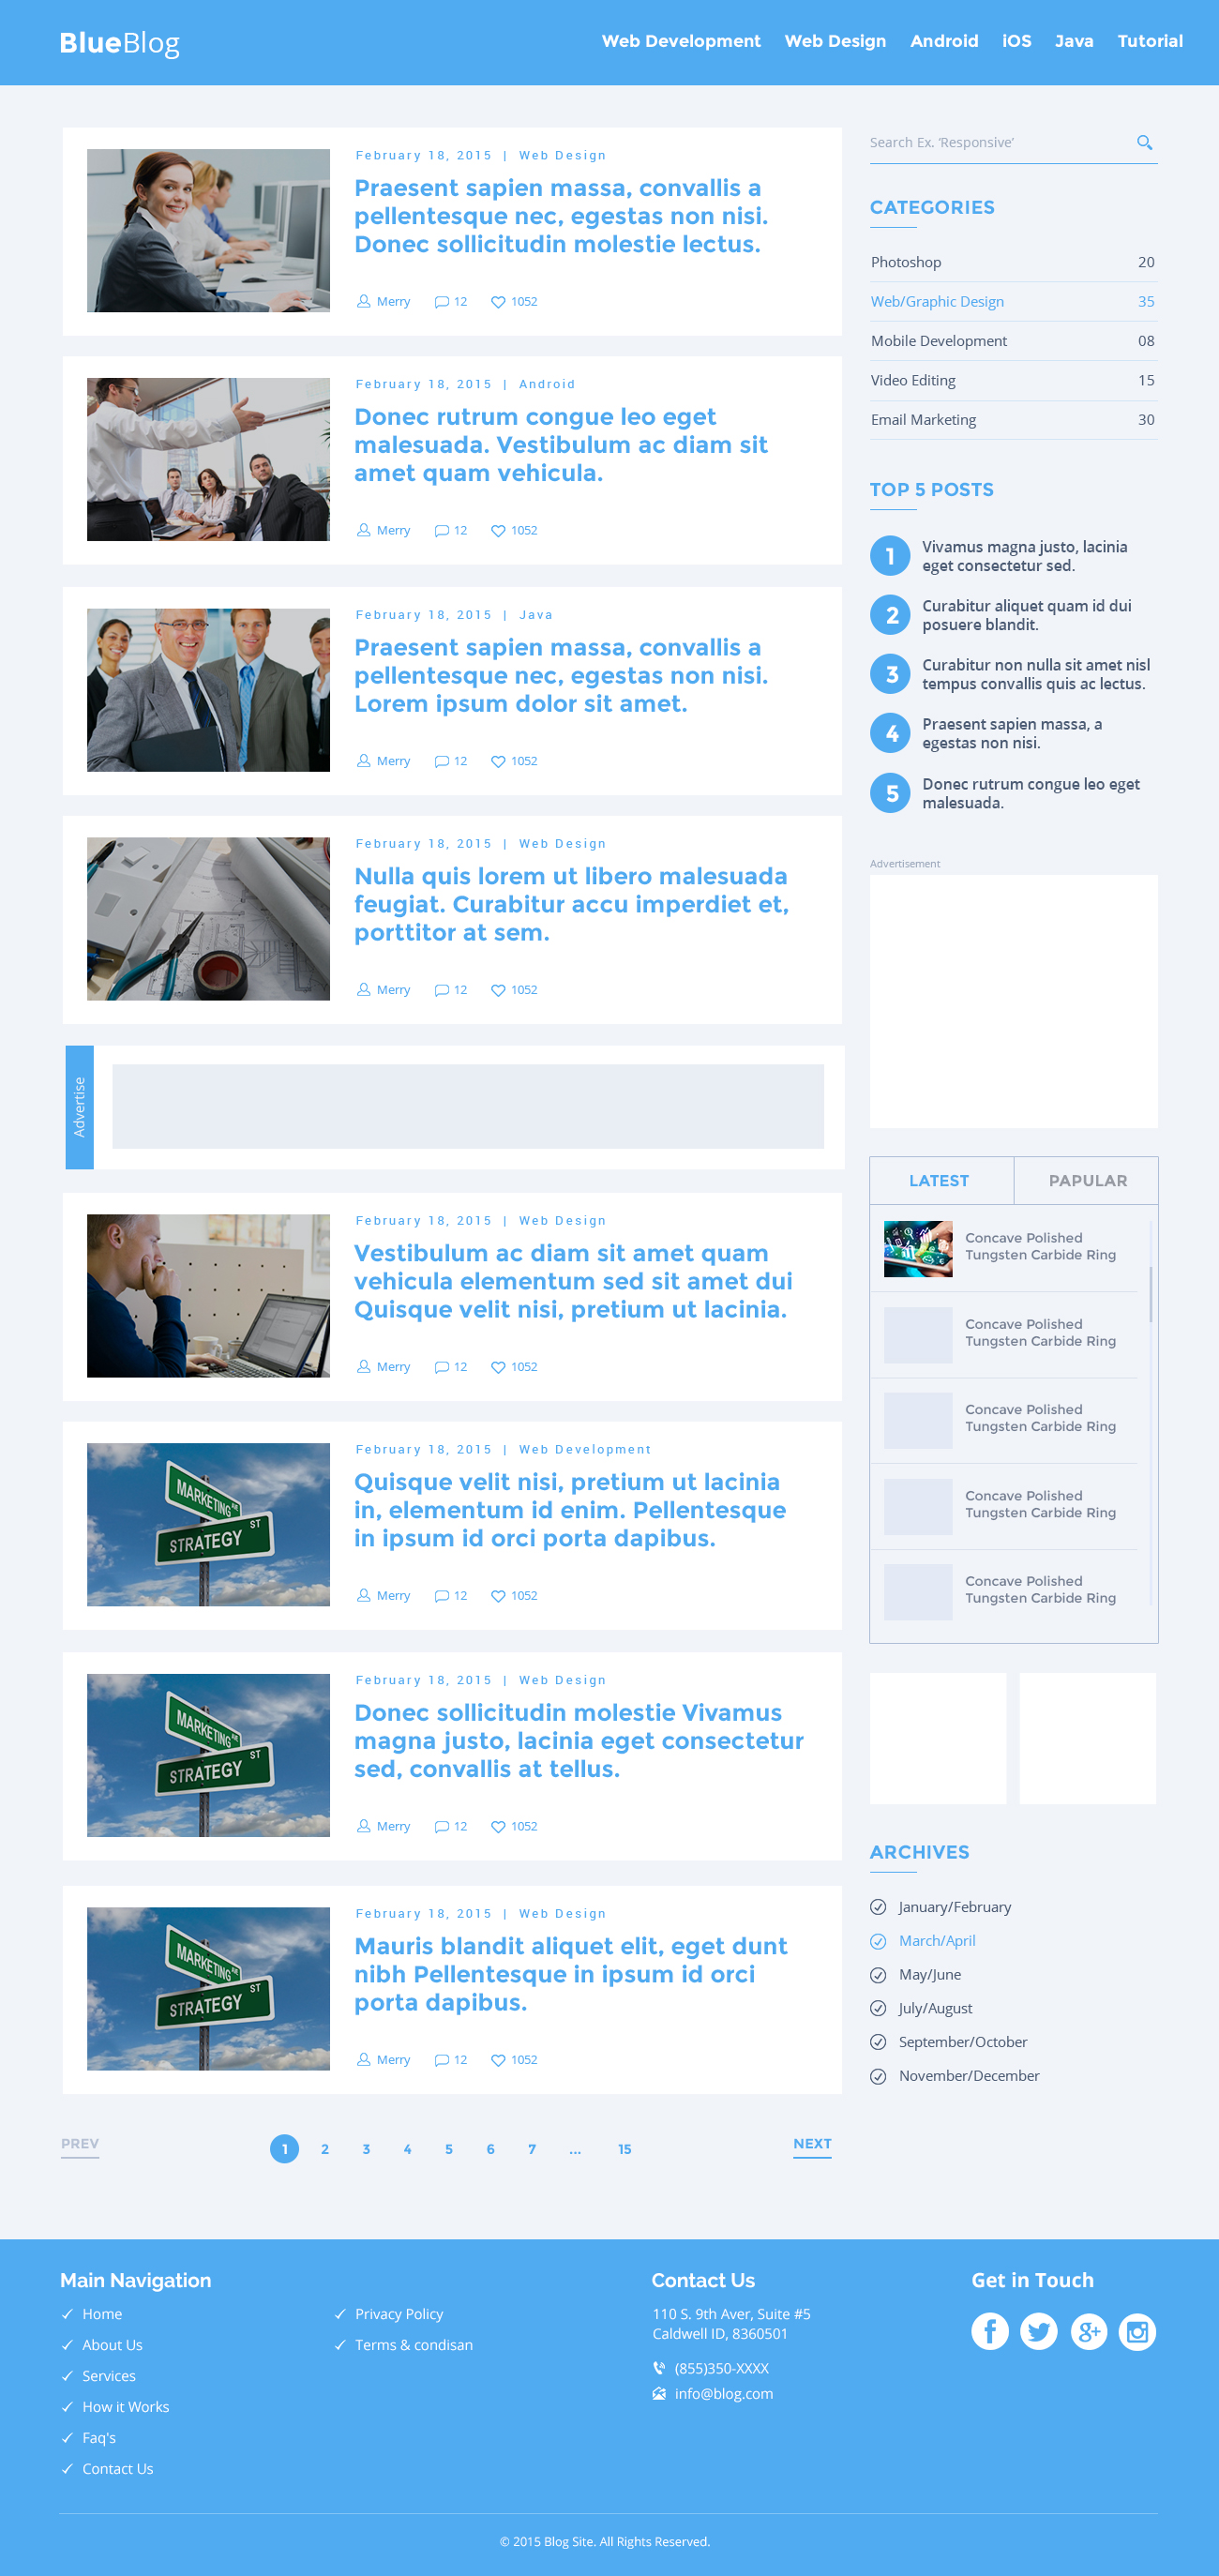 BlueBlog
Web Development Web Design Android iOS Java Tutorial
February 18, 2015 | Web Design
Praesent sapien massa, convallis a
pellentesque nec, egestas non nisi.
Donec sollicitudin molestie lectus.
Merry 12 1052
February 18, 2015 | Android
Donec rutrum congue leo eget
malesuada. Vestibulum ac diam sit
amet quam vehicula.
Merry 12 1052
February 18, 2015 | Java
Praesent sapien massa, convallis a
pellentesque nec, egestas non nisi.
Lorem ipsum dolor sit amet.
Merry 12 1052
February 18, 2015 | Web Design
Nulla quis lorem ut libero malesuada
feugiat. Curabitur accu imperdiet et,
porttitor at sem.
Merry 12 1052
Advertise
February 18, 2015 | Web Design
Vestibulum ac diam sit amet quam
vehicula elementum sed sit amet dui
Quisque velit nisi, pretium ut lacinia.
Merry 12 1052
MARKETING AVE
STRATEGY ST
February 18, 2015 | Web Development
Quisque velit nisi, pretium ut lacinia
in, elementum id enim. Pellentesque
in ipsum id orci porta dapibus.
Merry 12 1052
MARKETING AVE
STRATEGY ST
February 18, 2015 | Web Design
Donec sollicitudin molestie Vivamus
magna justo, lacinia eget consectetur
sed, convallis at tellus.
Merry 12 1052
MARKETING AVE
STRATEGY ST
February 18, 2015 | Web Design
Mauris blandit aliquet elit, eget dunt
nibh Pellentesque in ipsum id orci
porta dapibus.
Merry 12 1052
PREV 1 2 3 4 5 6 7 ... 15 NEXT
Search Ex. ‘Responsive’
CATEGORIES
Photoshop 20
Web/Graphic Design 35
Mobile Development 08
Video Editing 15
Email Marketing 30
TOP 5 POSTS
1 Vivamus magna justo, lacinia
eget consectetur sed.
2 Curabitur aliquet quam id dui
posuere blandit.
3 Curabitur non nulla sit amet nisl
tempus convallis quis ac lectus.
4 Praesent sapien massa, a
egestas non nisi.
5 Donec rutrum congue leo eget
malesuada.
Advertisement
LATEST PAPULAR
Concave Polished
Tungsten Carbide Ring
Concave Polished
Tungsten Carbide Ring
Concave Polished
Tungsten Carbide Ring
Concave Polished
Tungsten Carbide Ring
Concave Polished
Tungsten Carbide Ring
ARCHIVES
January/February
March/April
May/June
July/August
September/October
November/December
Main Navigation
Home
About Us
Services
How it Works
Faq's
Contact Us
Privacy Policy
Terms & condisan
Contact Us
110 S. 9th Aver, Suite #5
Caldwell ID, 8360501
(855)350-XXXX
info@blog.com
Get in Touch
© 2015 Blog Site. All Rights Reserved.